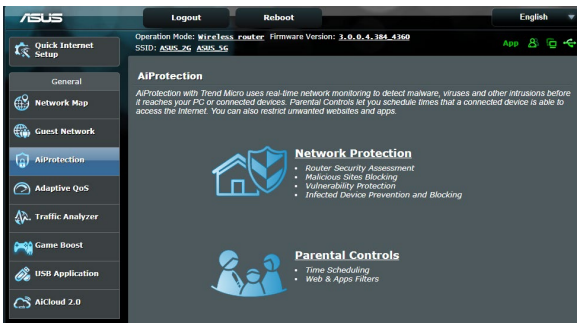 ASUS
Logout
Reboot
English
Quick Internet
Setup
Operation Mode: Wireless router Firmware Version: 3.0.0.4.384_4360
SSID: ASUS_2G ASUS_5G
App
General
Network Map
Guest Network
AiProtection
Adaptive QoS
Traffic Analyzer
Game Boost
USB Application
AiCloud 2.0
AiProtection
AiProtection with Trend Micro uses real-time network monitoring to detect malware, viruses and other intrusions before
it reaches your PC or connected devices. Parental Controls let you schedule times that a connected device is able to
access the Internet. You can also restrict unwanted websites and apps.
Network Protection
• Router Security Assessment
• Malicious Sites Blocking
• Vulnerability Protection
• Infected Device Prevention and Blocking
Parental Controls
• Time Scheduling
• Web & Apps Filters